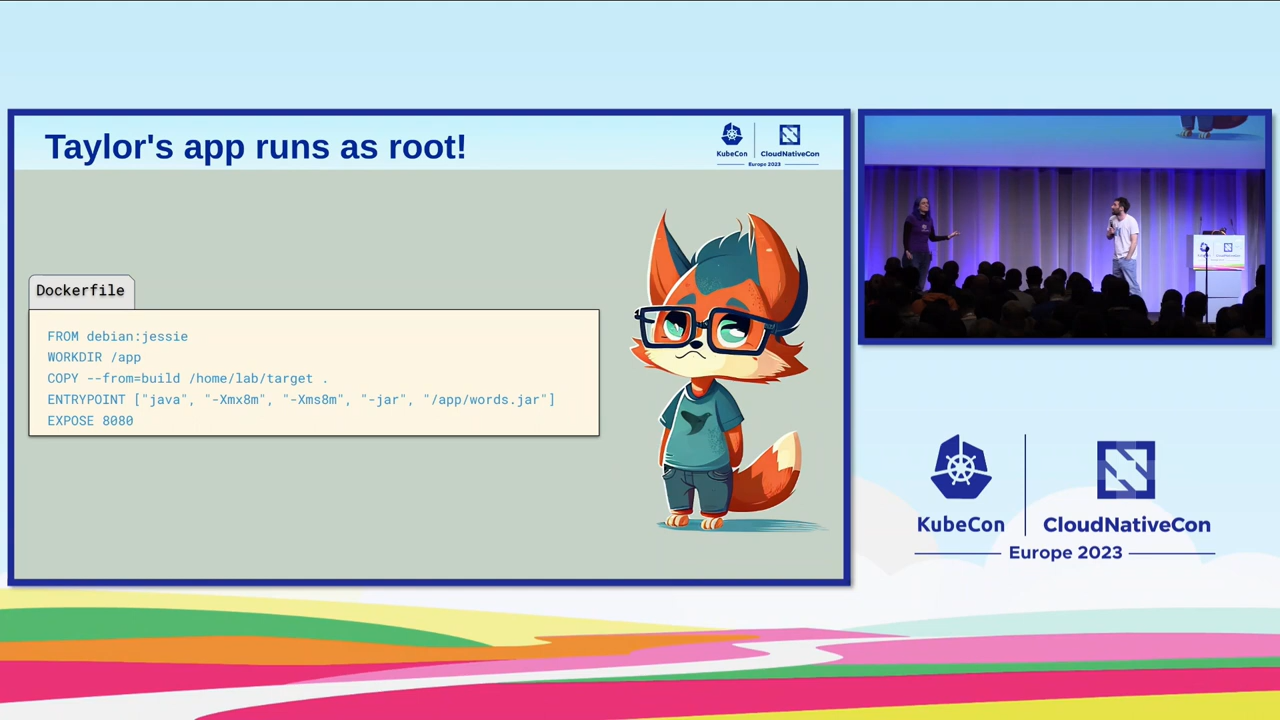 Taylor's app runs as root!
KubeCon
CloudNativeCon
Europe 2023
Dockerfile
FROM debian:jessie
WORKDIR /app
COPY --from=build /home/lab/target .
ENTRYPOINT ["java", "-Xmx8m", "-Xms8m", "-jar", "/app/words.jar"]
EXPOSE 8080
KubeCon
CloudNativeCon
Europe 2023